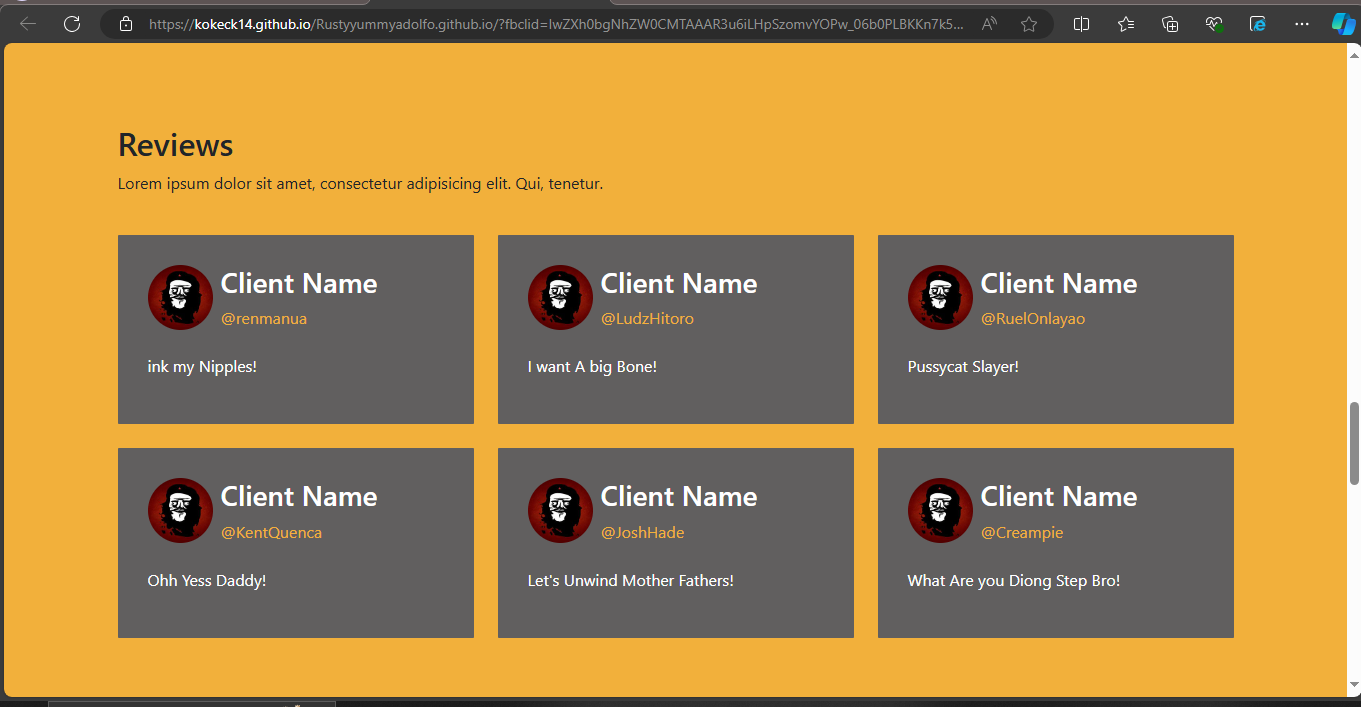 https://kokeck14.github.io/Rustyyummyadolfo.github.io/?fbclid=IwZXh0bgNhZW0CMTAAAR3u6iLHpSzomvYOPw_06b0PLBKKn7k5...
Reviews
Lorem ipsum dolor sit amet, consectetur adipisicing elit. Qui, tenetur.
Client Name
@renmanua
ink my Nipples!
Client Name
@LudzHitoro
I want A big Bone!
Client Name
@RuelOnlayao
Pussycat Slayer!
Client Name
@KentQuenca
Ohh Yess Daddy!
Client Name
@JoshHade
Let's Unwind Mother Fathers!
Client Name
@Creampie
What Are you Diong Step Bro!